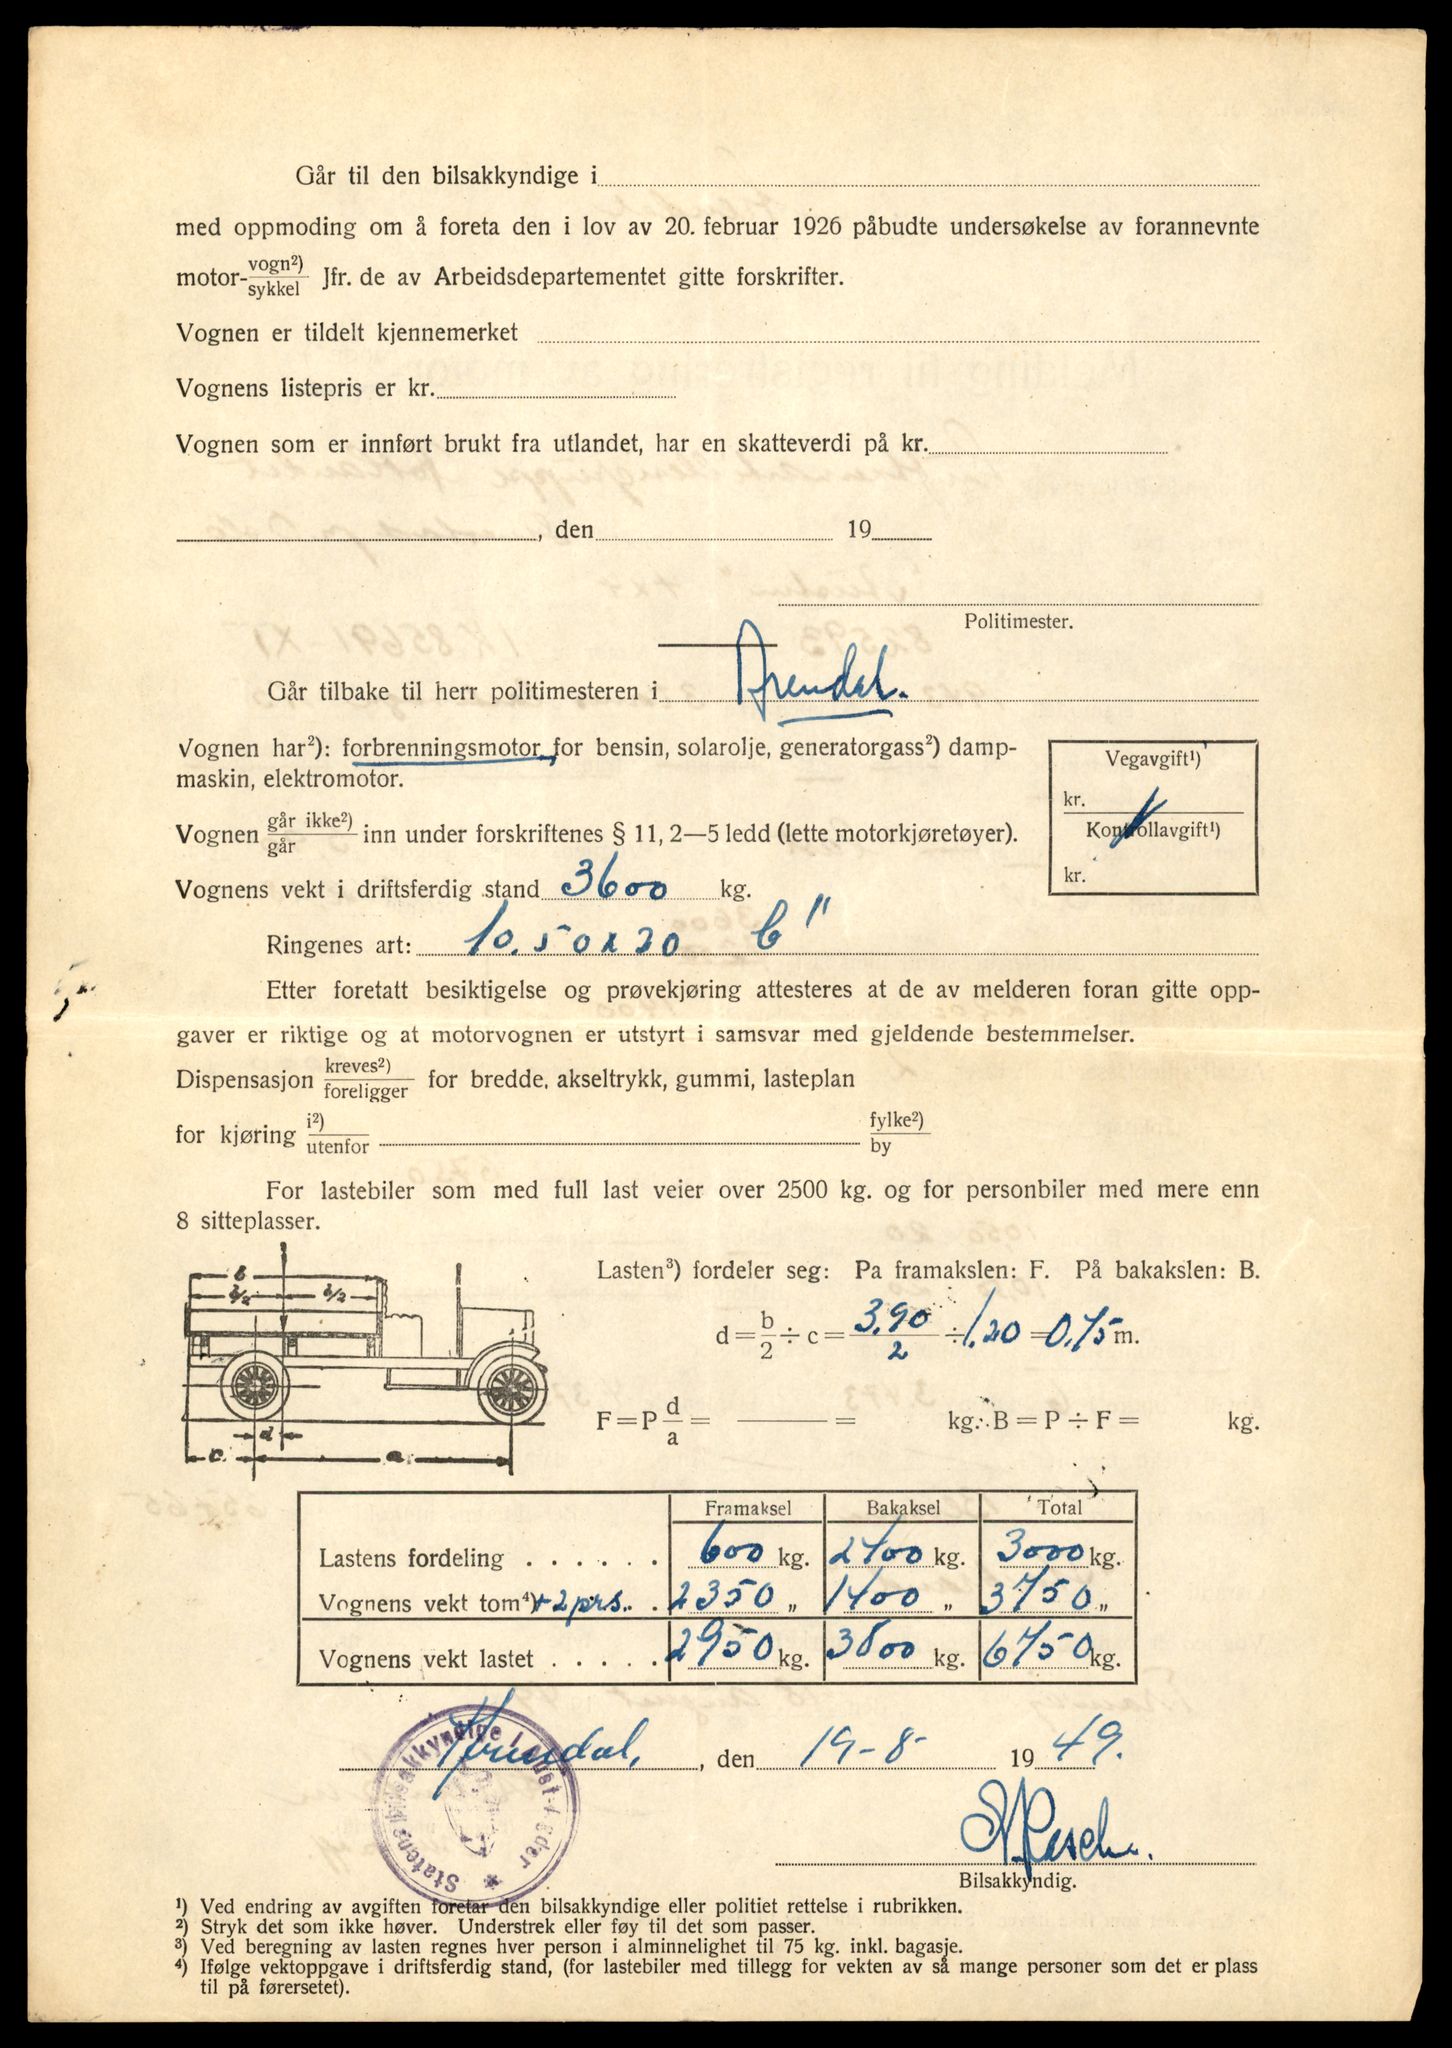 Går til den bilsakkyndige i
med oppmoding om å foreta den i lov av 20. februar 1926 påbudte undersøkelse av forannevnte
motor- vogn²) / sykkel Jfr. de av Arbeidsdepartementet gitte forskrifter.
Vognen er tildelt kjennemerket
Vognens listepris er kr.
Vognen som er innført brukt fra utlandet, har en skatteverdi på kr.
, den 19
Politimester.
Går tilbake til herr politimesteren i Arendal.
Vognen har²): forbrenningsmotor for bensin, solarolje, generatorgass²) damp-
maskin, elektromotor.
Vegavgift¹)
kr.
Kontrollavgift¹)
kr.
Vognen går ikke²) / går inn under forskriftenes § 11, 2—5 ledd (lette motorkjøretøyer).
Vognens vekt i driftsferdig stand 3600 kg.
Ringenes art: 10.50 x 20 6"
Etter foretatt besiktigelse og prøvekjøring attesteres at de av melderen foran gitte opp-
gaver er riktige og at motorvognen er utstyrt i samsvar med gjeldende bestemmelser.
Dispensasjon kreves²) / foreligger for bredde, akseltrykk, gummi, lasteplan
for kjøring i²) / utenfor fylke²) / by
For lastebiler som med full last veier over 2500 kg. og for personbiler med mere enn
8 sitteplasser.
b
b/2 b/2
d
c. a.
Lasten³) fordeler seg: Pa framakslen: F. På bakakslen: B.
d = b/2 ÷ c = 3.90/2 ÷ 1.20 = 0.75 m.
F = P d/a = —— = kg. B = P ÷ F = kg.
Framaksel Bakaksel Total
Lastens fordeling . . . . . . 600 kg. 2400 kg. 3000 kg.
Vognens vekt tom⁴) + 2 prs. . . 2350 „ 1400 „ 3750 „
Vognens vekt lastet . . . . . 2950 kg. 3800 kg. 6750 kg.
Arendal, , den 19-8- 19 49.
Statens bilsakkyndige i Aust-Agder
Bilsakkyndig.
¹) Ved endring av avgiften foretar den bilsakkyndige eller politiet rettelse i rubrikken.
²) Stryk det som ikke høver. Understrek eller føy til det som passer.
³) Ved beregning av lasten regnes hver person i alminnelighet til 75 kg. inkl. bagasje.
⁴) Ifølge vektoppgave i driftsferdig stand, (for lastebiler med tillegg for vekten av så mange personer som det er plass
til på førersetet).